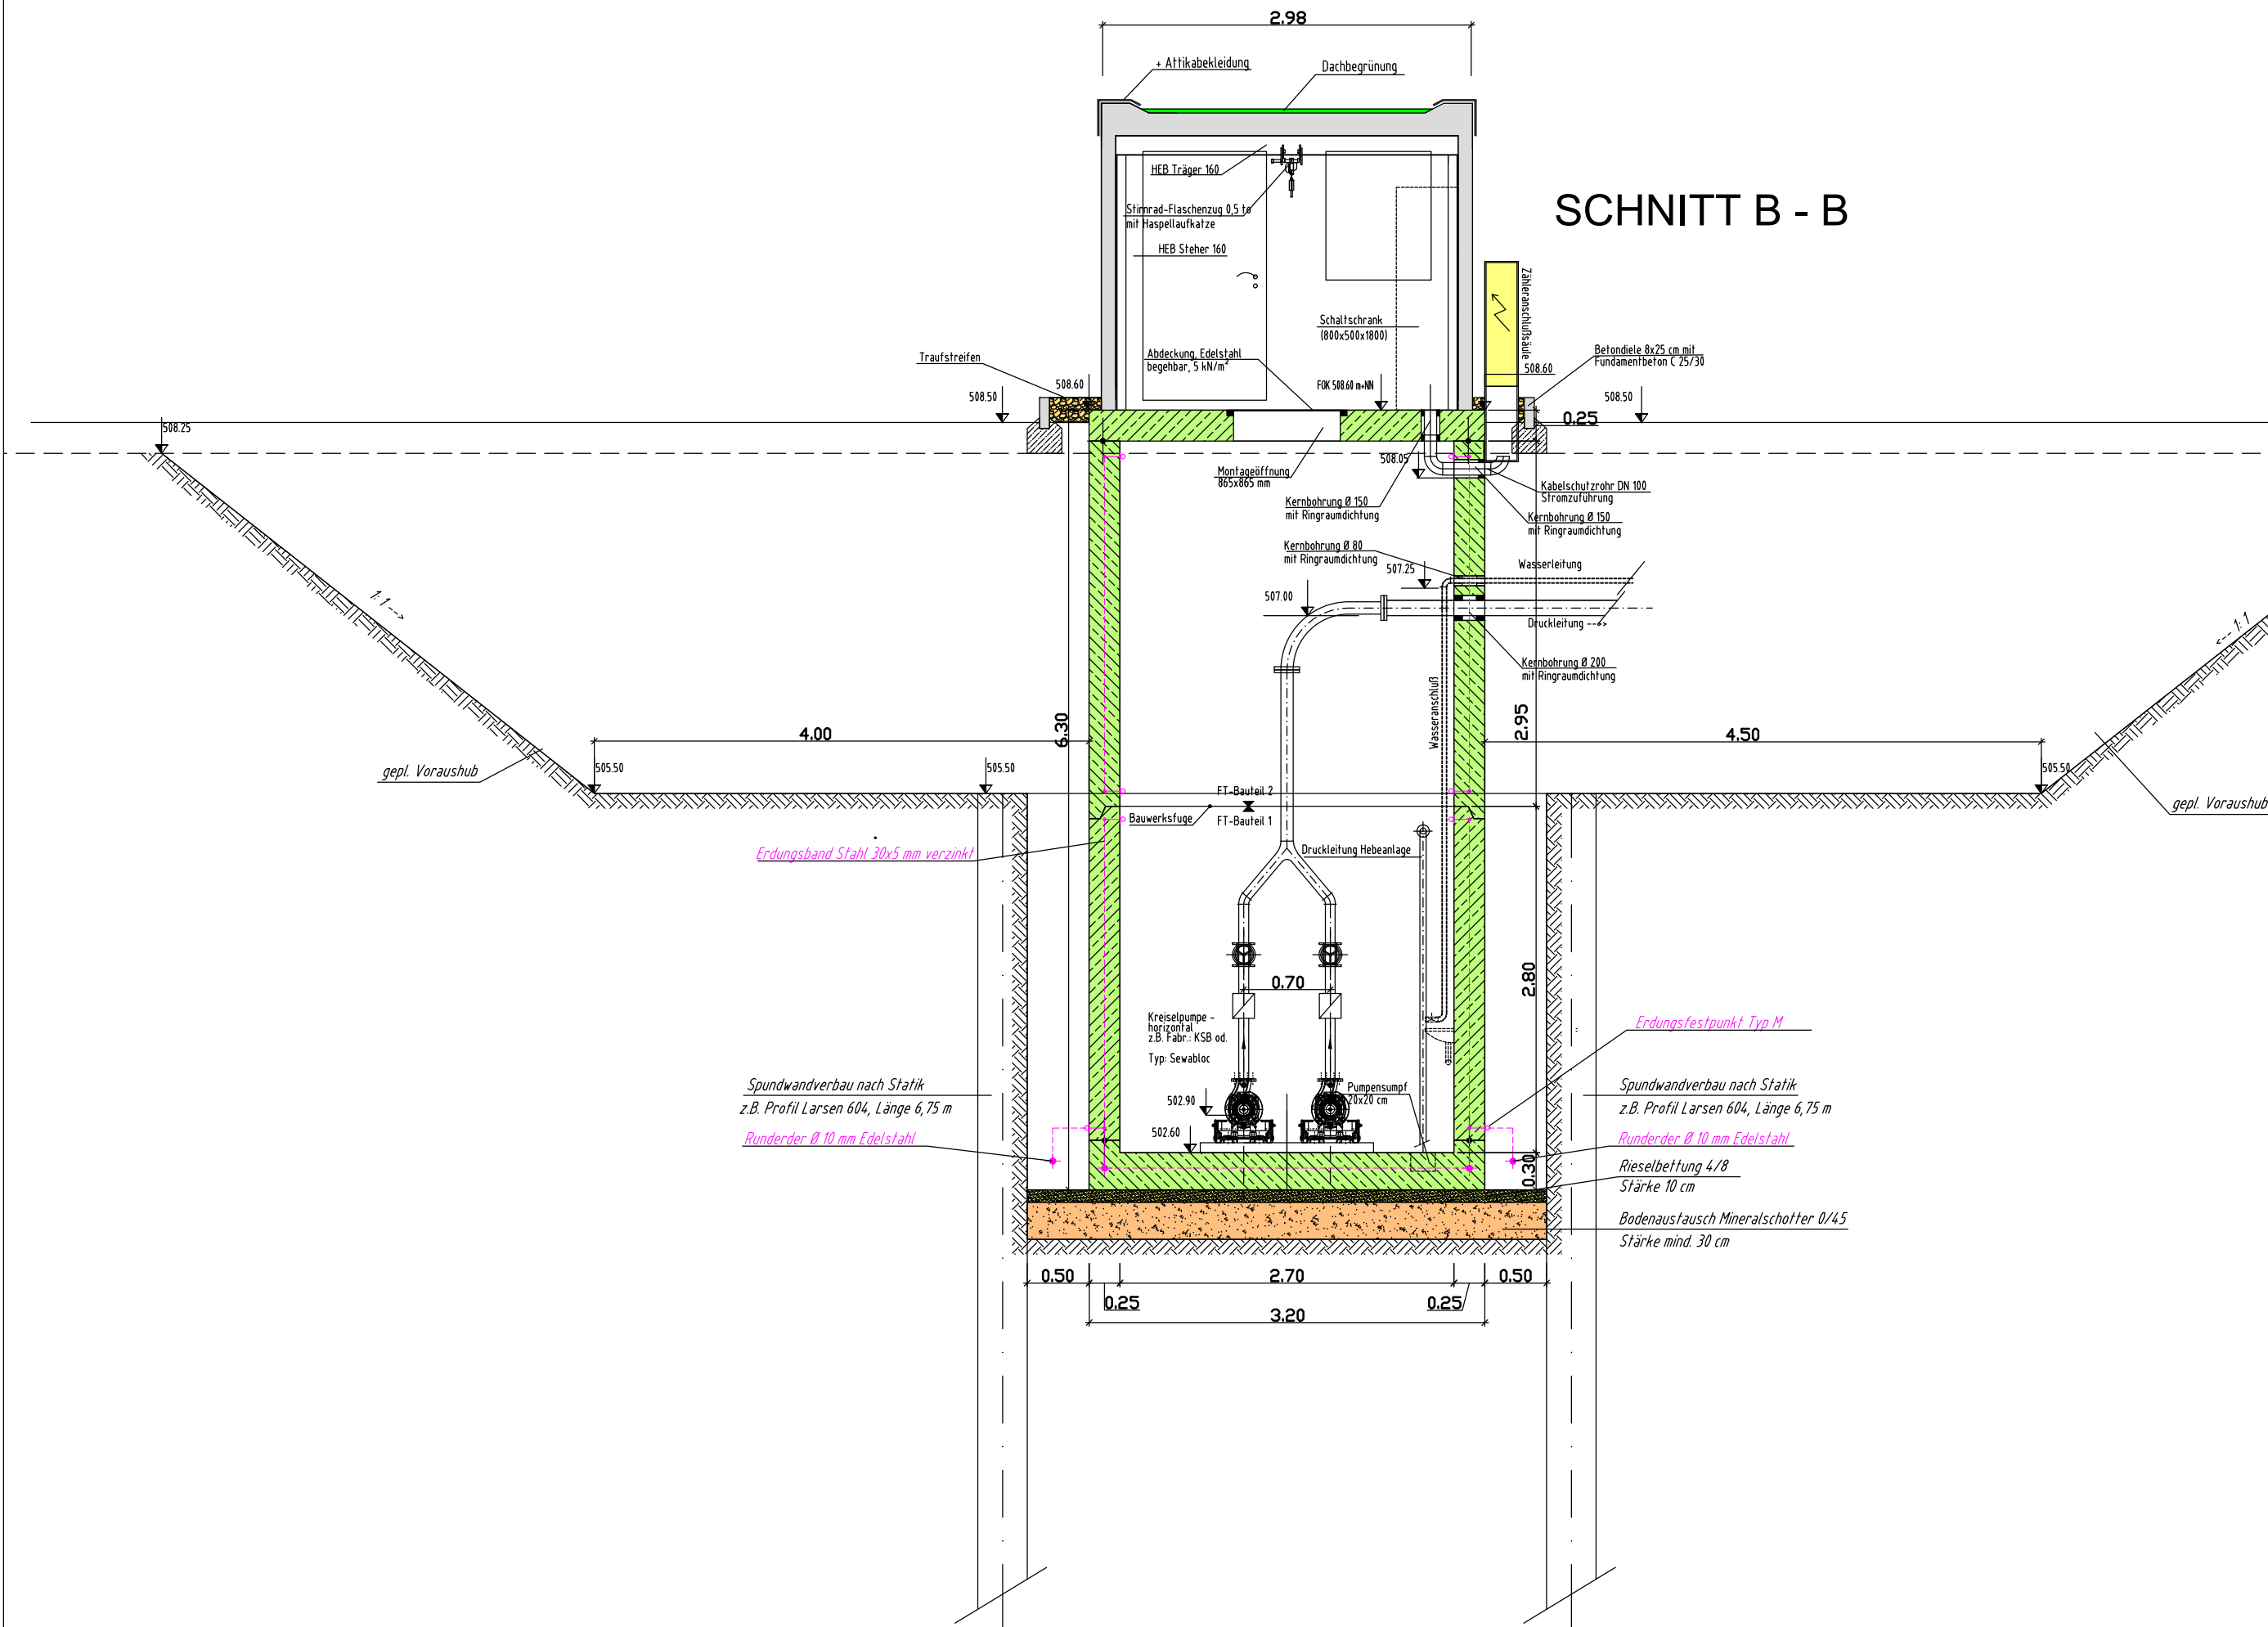 2.98
+ Attikabekleidung
Dachbegrünung
HEB Träger 160
Stirnrad-Flaschenzug 0,5 to
mit Haspellaufkatze
HEB Steher 160
SCHNITT B - B
Zähleranschlußsäule
Schaltschrank
(800x500x1800)
Abdeckung, Edelstahl
begehbar, 5 kN/m²
Traufstreifen
Betondiele 8x25 cm mit
Fundamentbeton C 25/30
508.60
508.50
508.60
FOK 508.60 m+NN
508.50
0.25
508.25
508.05
Montageöffnung
865x865 mm
Kernbohrung Ø 150
mit Ringraumdichtung
Kabelschutzrohr DN 100
Stromzuführung
Kernbohrung Ø 150
mit Ringraumdichtung
Kernbohrung Ø 80
mit Ringraumdichtung
507.25
Wasserleitung
507.00
Druckleitung --->
1:1 -->
<-- 1:1
Kernbohrung Ø 200
mit Ringraumdichtung
Wasseranschluß
4.00
6.30
2.95
4.50
gepl. Voraushub
505.50
505.50
505.50
gepl. Voraushub
FT-Bauteil 2
Bauwerksfuge
FT-Bauteil 1
Erdungsband Stahl 30x5 mm verzinkt
Druckleitung Hebeanlage
0.70
2.80
Kreiselpumpe -
horizontal
z.B. Fabr.: KSB od.
Typ: Sewabloc
Erdungsfestpunkt Typ M
Spundwandverbau nach Statik
z.B. Profil Larsen 604, Länge 6,75 m
Runderder Ø 10 mm Edelstahl
502.90
502.60
Pumpensumpf
20x20 cm
Spundwandverbau nach Statik
z.B. Profil Larsen 604, Länge 6,75 m
Runderder Ø 10 mm Edelstahl
0.30
Rieselbettung 4/8
Stärke 10 cm
Bodenaustausch Mineralschotter 0/45
Stärke mind. 30 cm
0.50
2.70
0.50
0.25
0.25
3.20